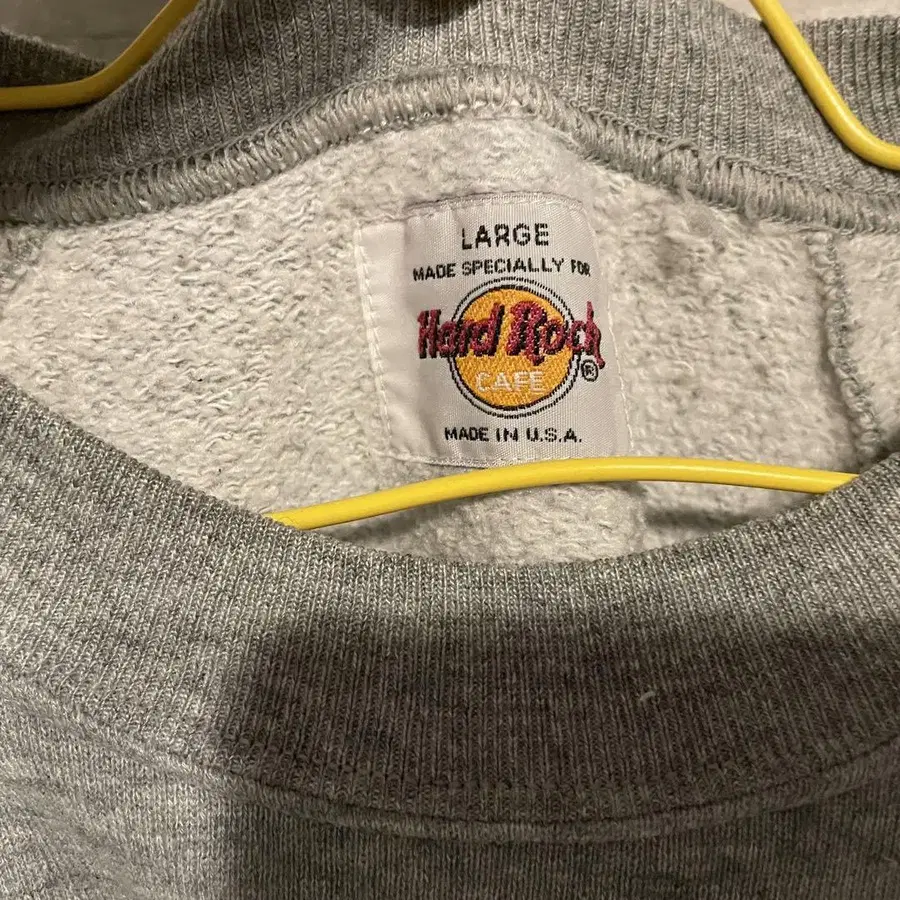 LARGE
MADE SPECIALLY FOR
Hard Rock
CAFE ®
MADE IN U.S.A.